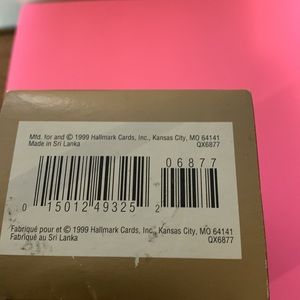 Mfd. for and © 1999 Hallmark Cards, Inc., Kansas City, MO 64141
Made in Sri Lanka QX6877
06877
0 15012 49325 2
Fabriqué pour et © 1999 Hallmark Cards, Inc., Kansas City, MO 64141
Fabriqué au Sri Lanka QX6877